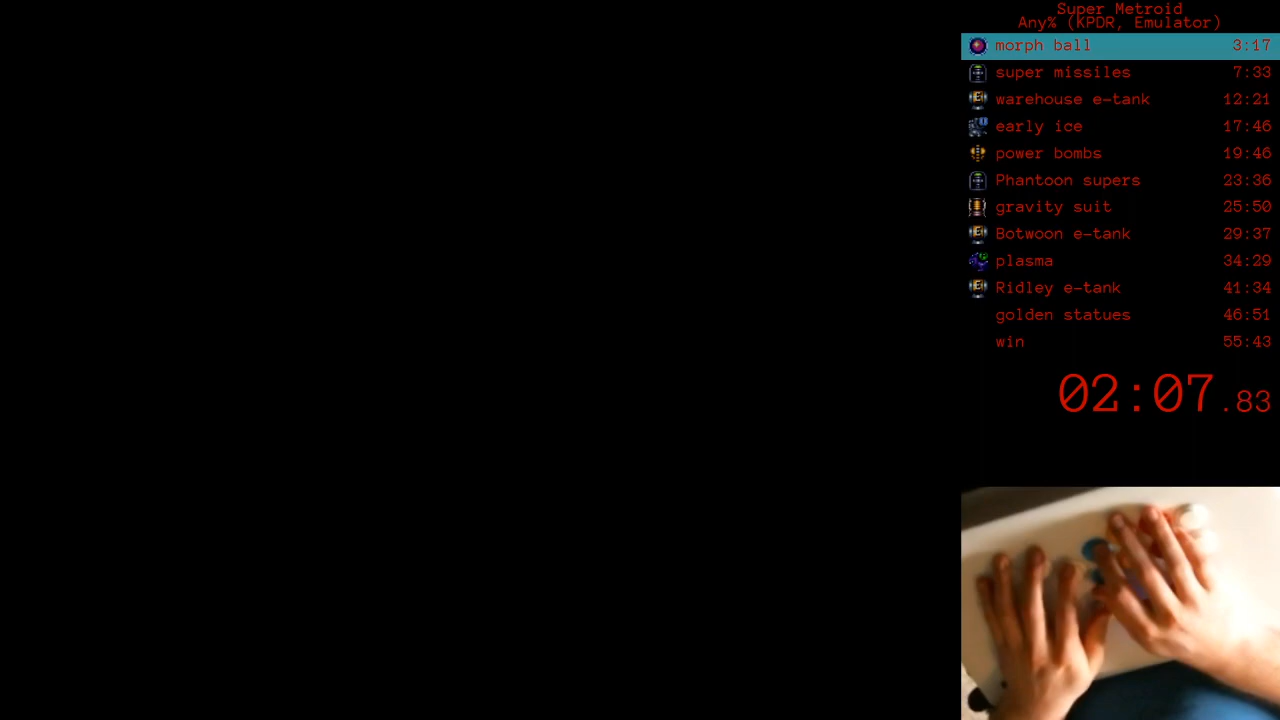 Super Metroid
Any% (KPDR, Emulator)
morph ball 3:17
super missiles 7:33
warehouse e-tank 12:21
early ice 17:46
power bombs 19:46
Phantoon supers 23:36
gravity suit 25:50
Botwoon e-tank 29:37
plasma 34:29
Ridley e-tank 41:34
golden statues 46:51
win 55:43
02:07.83